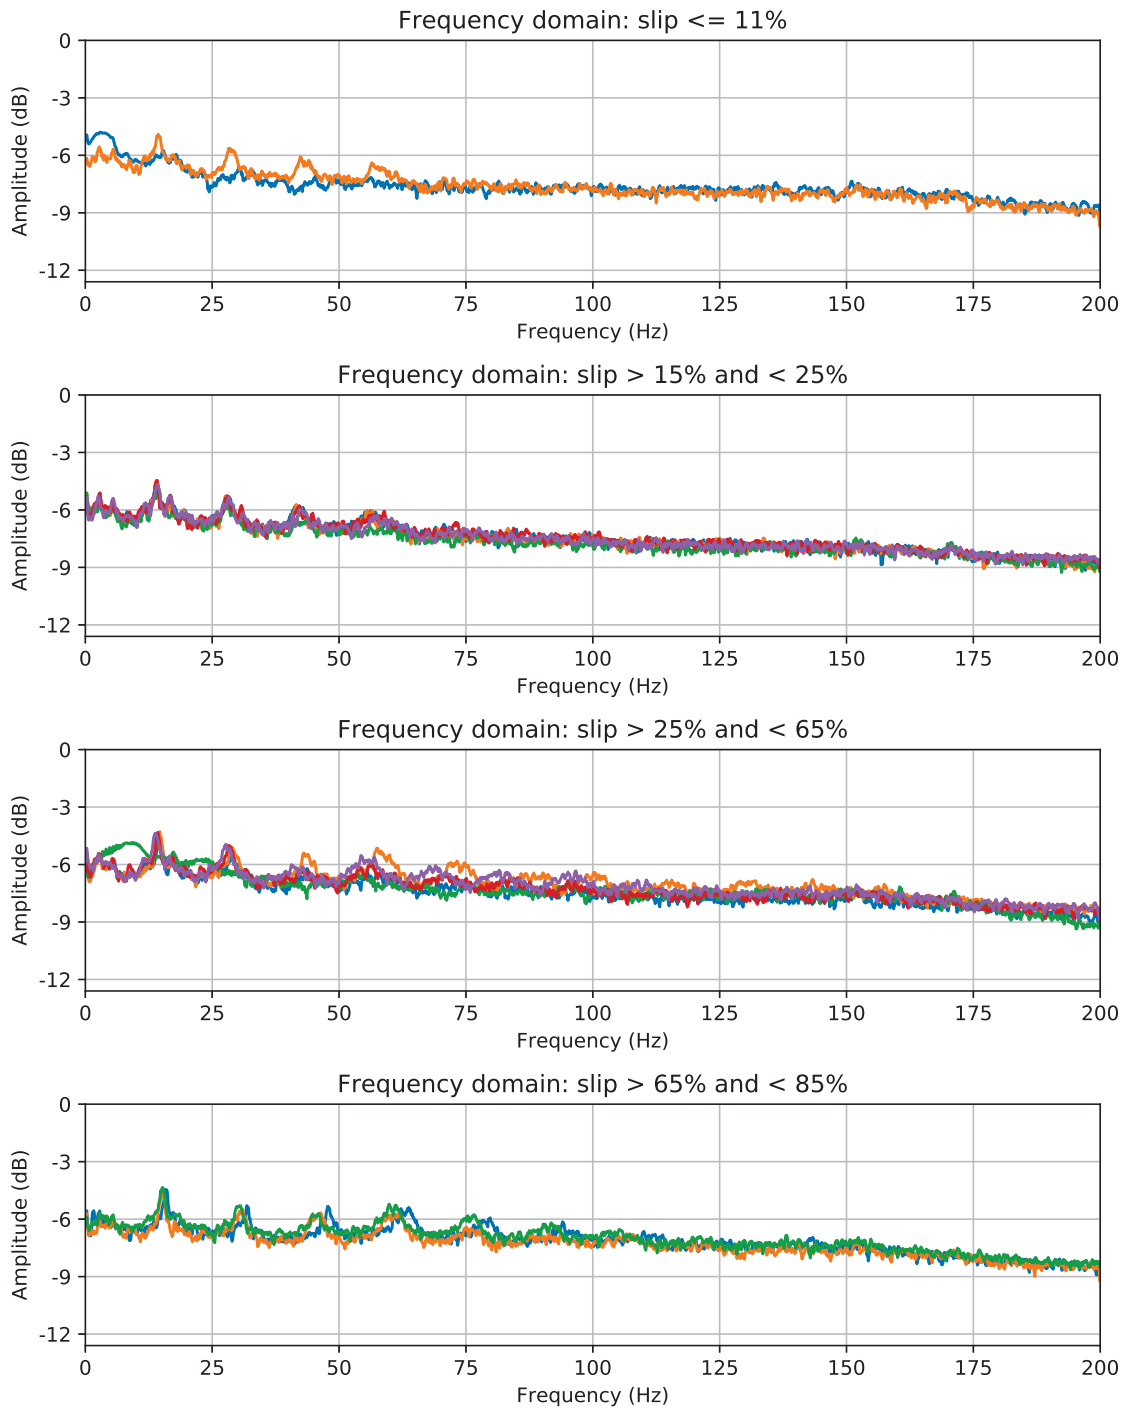 Frequency domain: slip <= 11%
0
-3
-6
-9
-12
Amplitude (dB)
0 25 50 75 100 125 150 175 200
Frequency (Hz)
Frequency domain: slip > 15% and < 25%
0
-3
-6
-9
-12
Amplitude (dB)
0 25 50 75 100 125 150 175 200
Frequency (Hz)
Frequency domain: slip > 25% and < 65%
0
-3
-6
-9
-12
Amplitude (dB)
0 25 50 75 100 125 150 175 200
Frequency (Hz)
Frequency domain: slip > 65% and < 85%
0
-3
-6
-9
-12
Amplitude (dB)
0 25 50 75 100 125 150 175 200
Frequency (Hz)